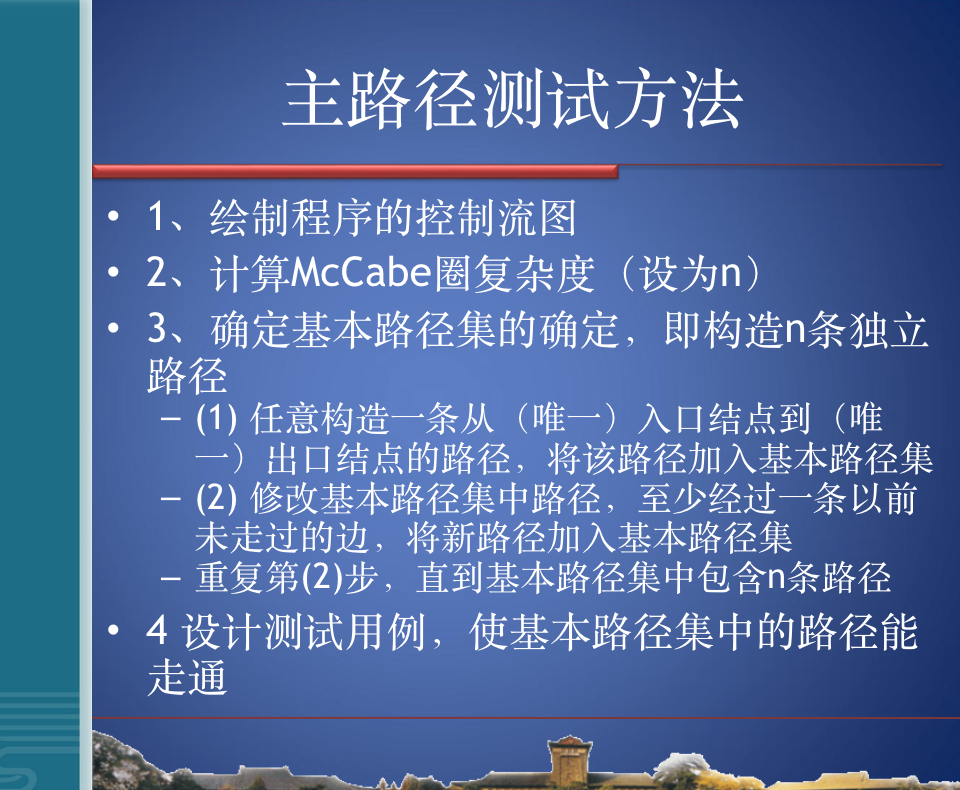 主路径测试方法
• 1、绘制程序的控制流图
• 2、计算McCabe圈复杂度（设为n）
• 3、确定基本路径集的确定，即构造n条独立
路径
– (1) 任意构造一条从（唯一）入口结点到（唯
一）出口结点的路径，将该路径加入基本路径集
– (2) 修改基本路径集中路径，至少经过一条以前
未走过的边，将新路径加入基本路径集
– 重复第(2)步，直到基本路径集中包含n条路径
• 4 设计测试用例，使基本路径集中的路径能
走通